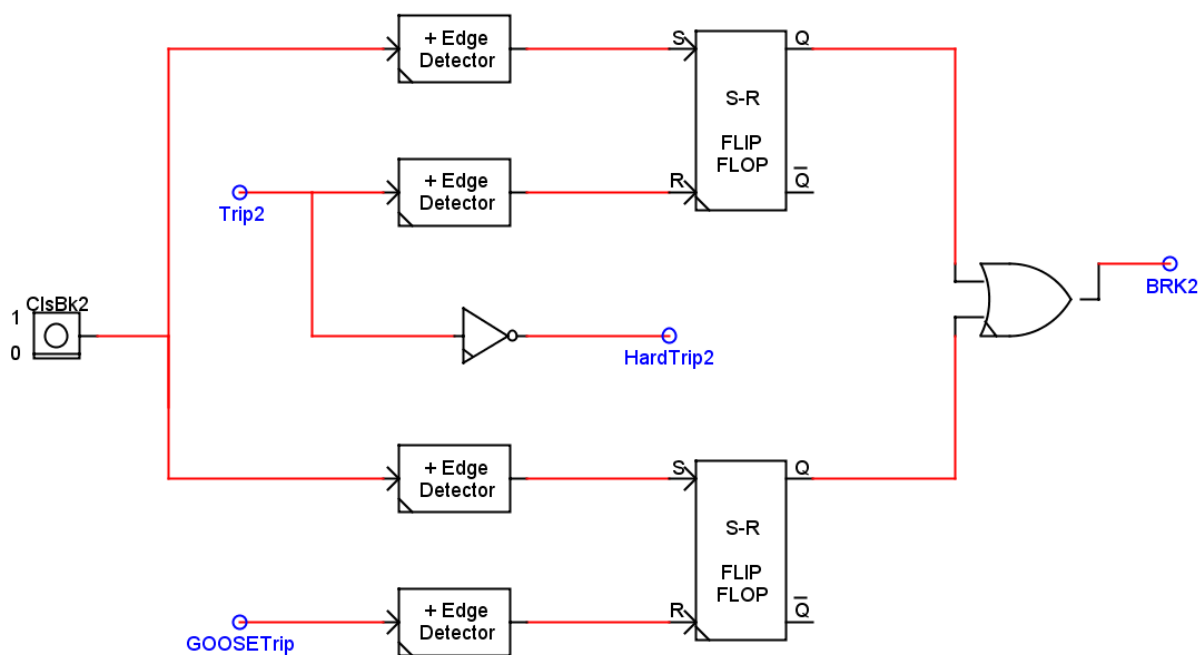 + Edge
Detector
S
Q
S-R
FLIP
FLOP
+ Edge
Detector
R
Q
Trip2
ClsBk2
1
0
HardTrip2
BRK2
+ Edge
Detector
S
Q
S-R
FLIP
FLOP
+ Edge
Detector
R
Q
GOOSETrip